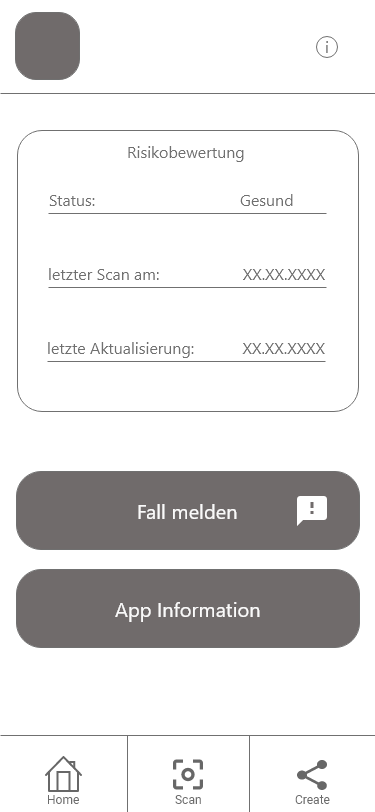 Risikobewertung
Status: Gesund
letzter Scan am: XX.XX.XXXX
letzte Aktualisierung: XX.XX.XXXX
Fall melden
App Information
Home Scan Create